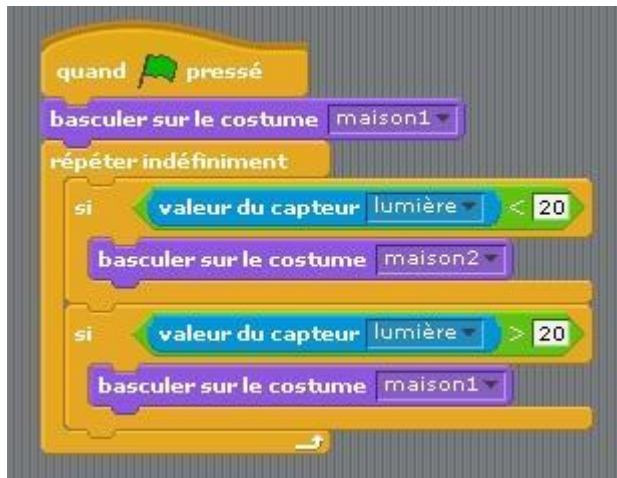 quand pressé
basculer sur le costume maison1
répéter indéfiniment
si valeur du capteur lumière < 20
basculer sur le costume maison2
si valeur du capteur lumière > 20
basculer sur le costume maison1